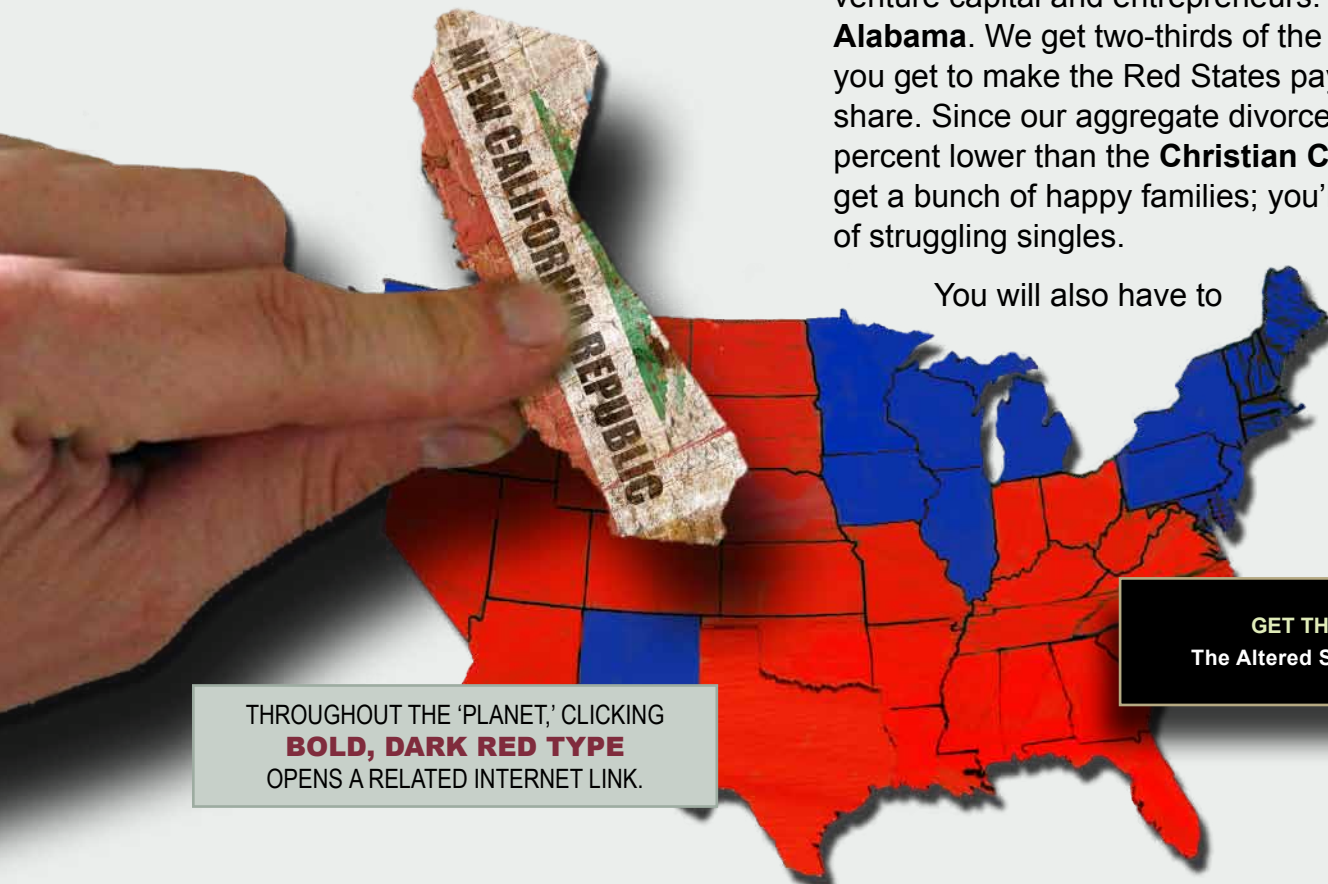 venture capital and entrepreneurs.
Alabama. We get two-thirds of the
you get to make the Red States pay
share. Since our aggregate divorce
percent lower than the Christian C
get a bunch of happy families; you’
of struggling singles.
You will also have to
NEW CALIFORNIA REPUBLIC
GET TH
The Altered S
THROUGHOUT THE ‘PLANET,’ CLICKING
BOLD, DARK RED TYPE
OPENS A RELATED INTERNET LINK.